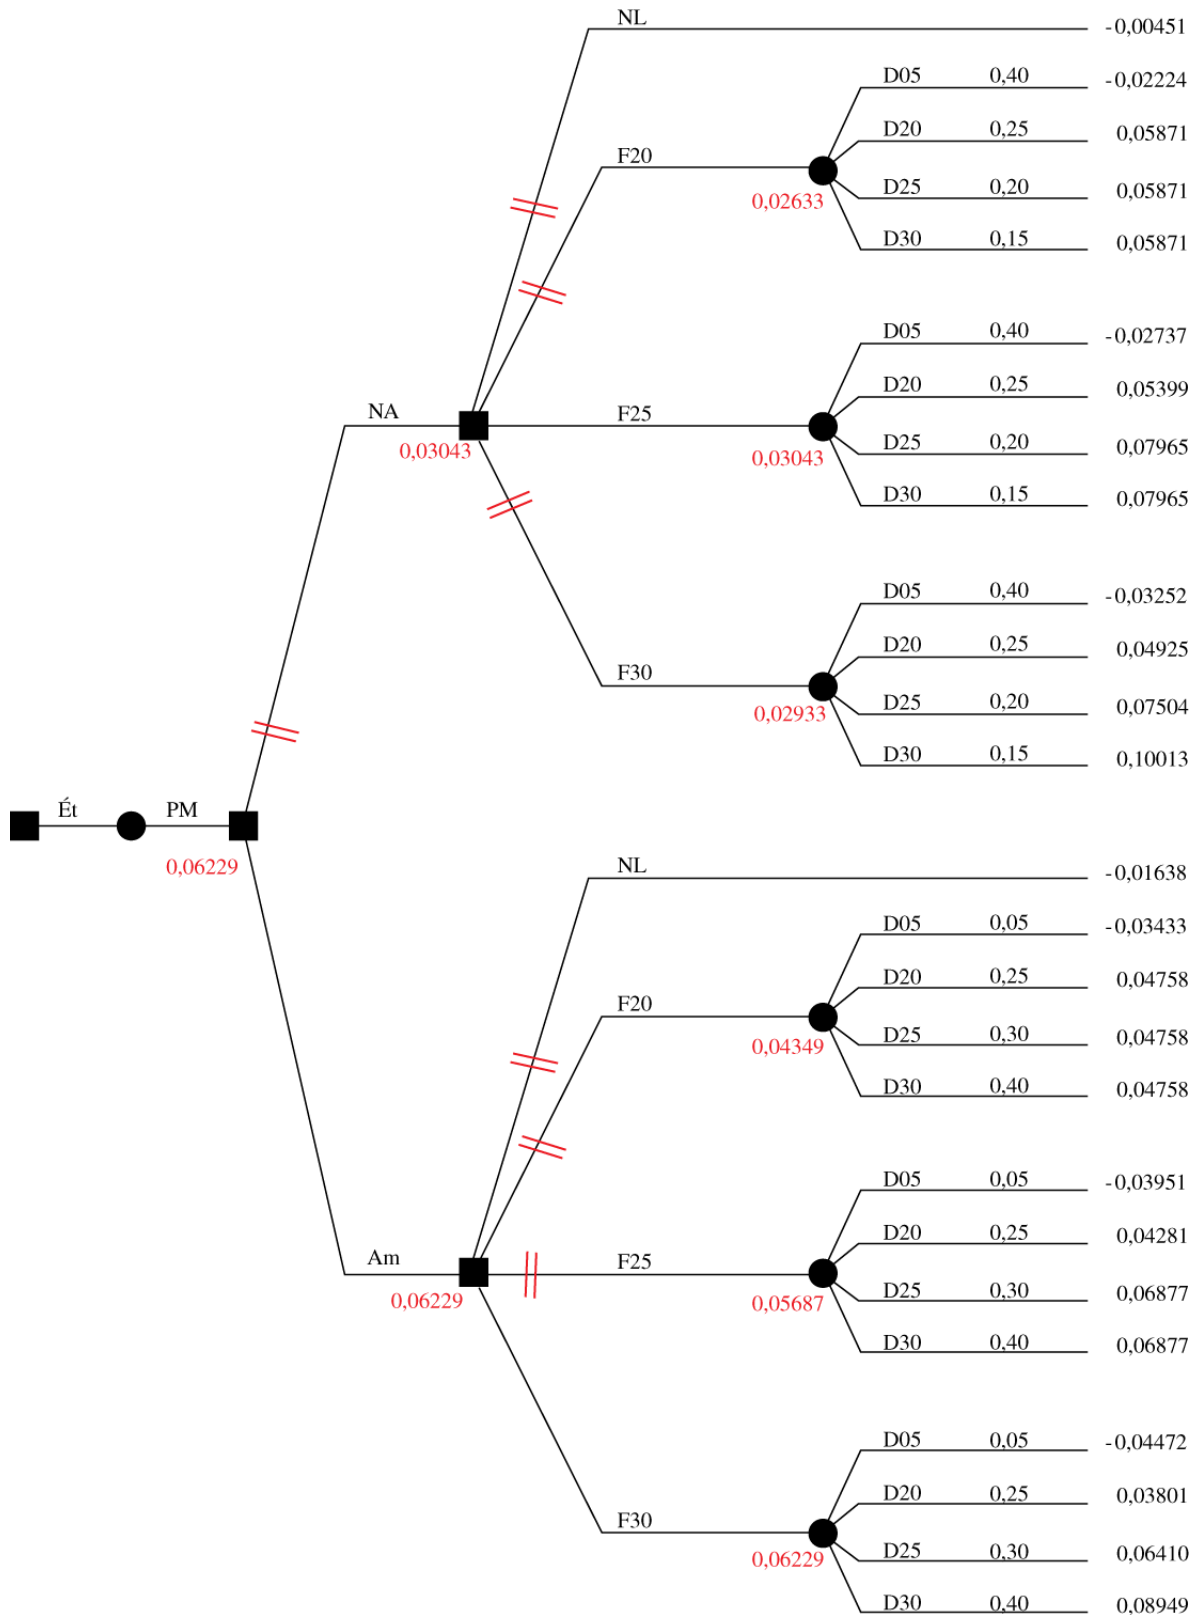 NL -0,00451
D05 0,40 -0,02224
D20 0,25 0,05871
F20
0,02633
D25 0,20 0,05871
D30 0,15 0,05871
D05 0,40 -0,02737
D20 0,25 0,05399
NA
F25
0,03043
0,03043
D25 0,20 0,07965
D30 0,15 0,07965
D05 0,40 -0,03252
D20 0,25 0,04925
F30
0,02933
D25 0,20 0,07504
D30 0,15 0,10013
Ét PM
0,06229
NL -0,01638
D05 0,05 -0,03433
D20 0,25 0,04758
F20
0,04349
D25 0,30 0,04758
D30 0,40 0,04758
D05 0,05 -0,03951
D20 0,25 0,04281
Am
F25
0,06229
0,05687
D25 0,30 0,06877
D30 0,40 0,06877
D05 0,05 -0,04472
D20 0,25 0,03801
F30
0,06229
D25 0,30 0,06410
D30 0,40 0,08949